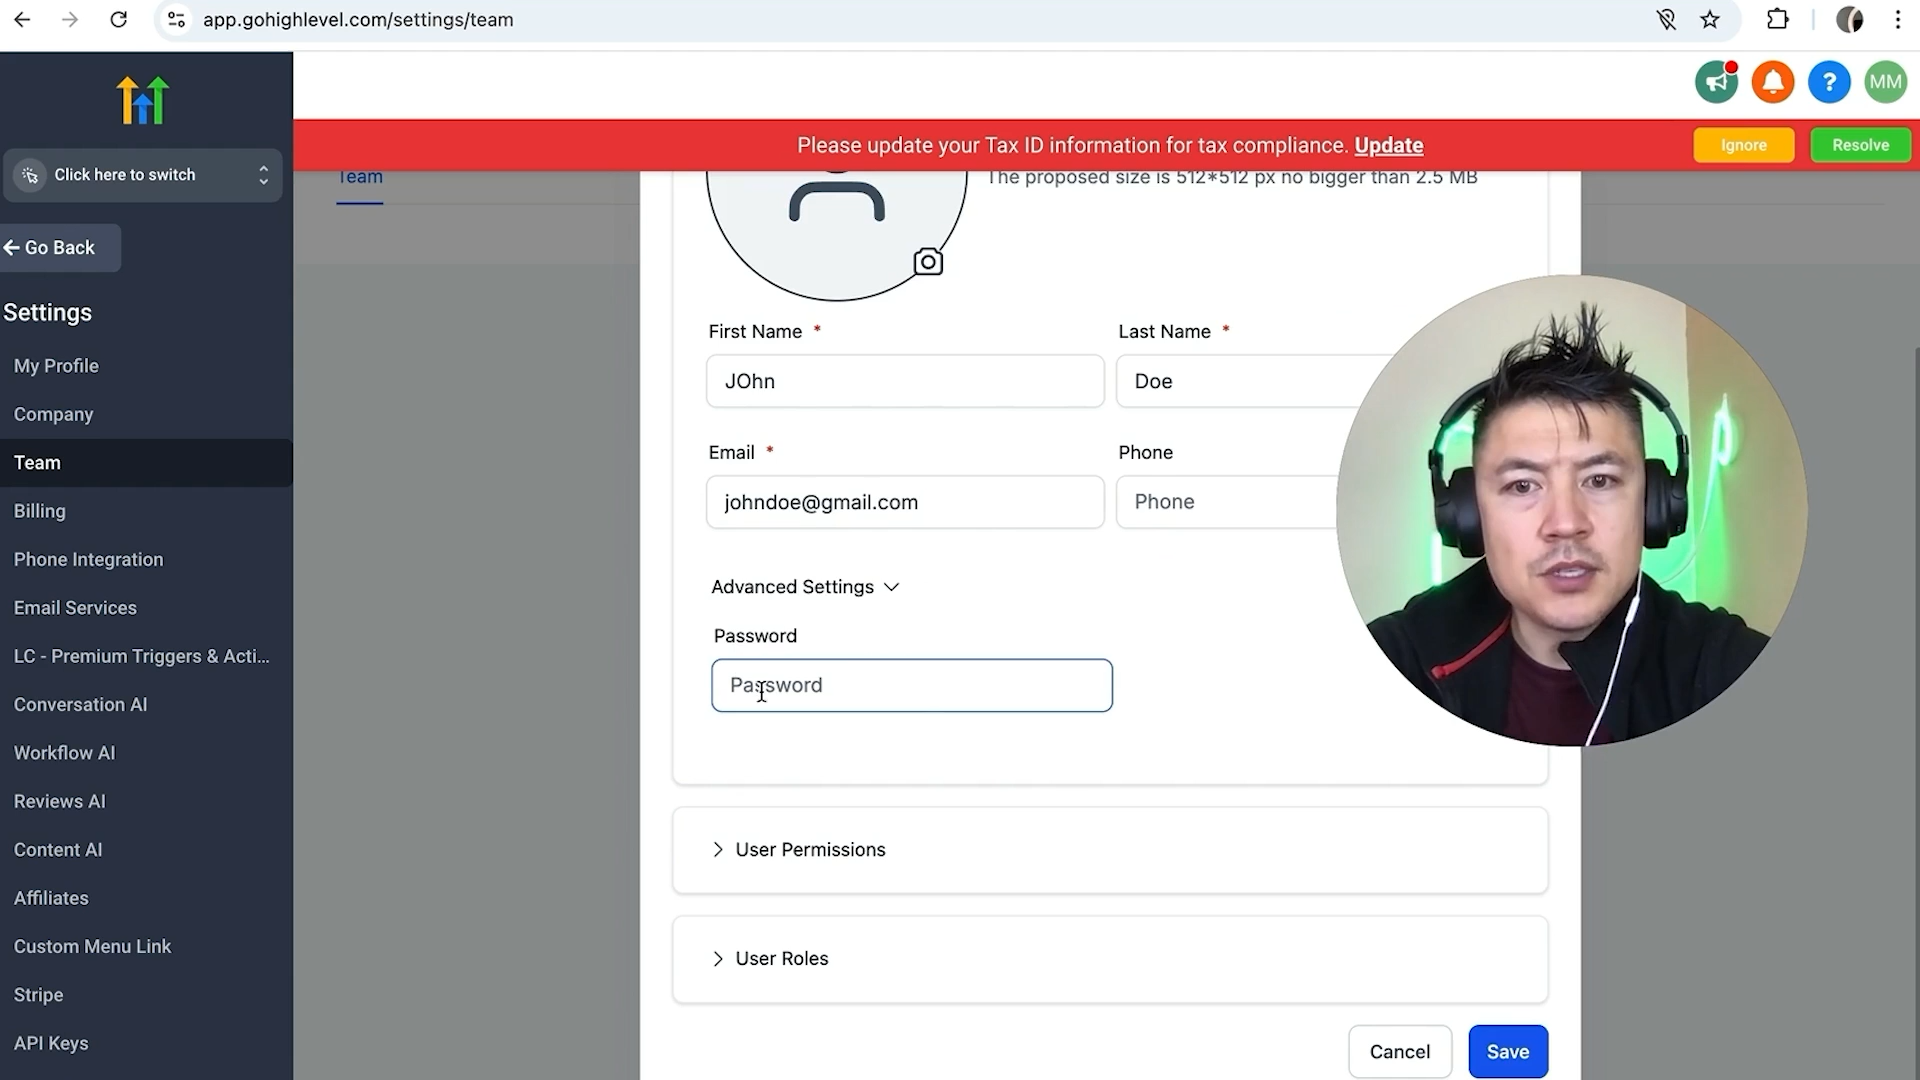 app.gohighlevel.com/settings/team
MM
Please update your Tax ID information for tax compliance. Update
Ignore
Resolve
Click here to switch
Go Back
Settings
My Profile
Company
Team
Billing
Phone Integration
Email Services
LC - Premium Triggers & Acti...
Conversation AI
Workflow AI
Reviews AI
Content AI
Affiliates
Custom Menu Link
Stripe
API Keys
Team
The proposed size is 512*512 px no bigger than 2.5 MB
First Name *
Last Name *
JOhn
Doe
Email *
Phone
johndoe@gmail.com
Phone
Advanced Settings
Password
Password
User Permissions
User Roles
Cancel
Save